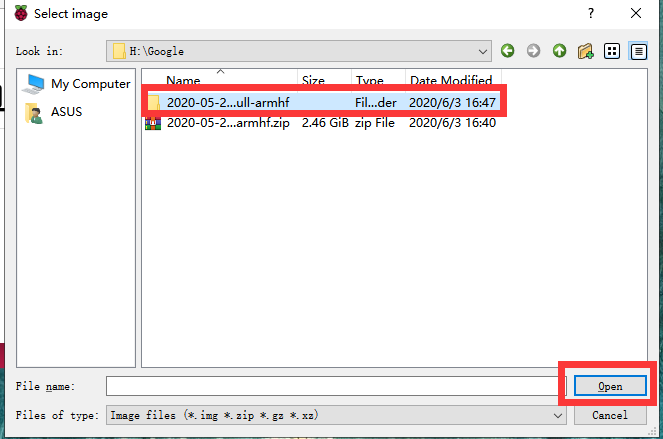 Select image
?
Look in: H:\Google
My Computer
ASUS
Name Size Type Date Modified
2020-05-2...ull-armhf Fil...der 2020/6/3 16:47
2020-05-2...armhf.zip 2.46 GiB zip File 2020/6/3 16:40
File name: Open
Files of type: Image files (*.img *.zip *.gz *.xz) Cancel